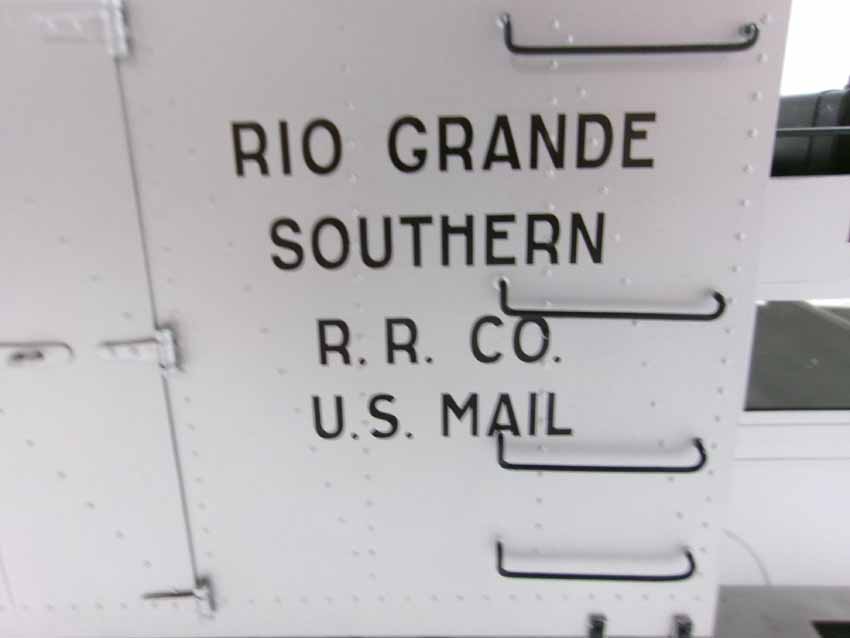 RIO GRANDE
SOUTHERN
R. R. CO.
U.S. MAIL